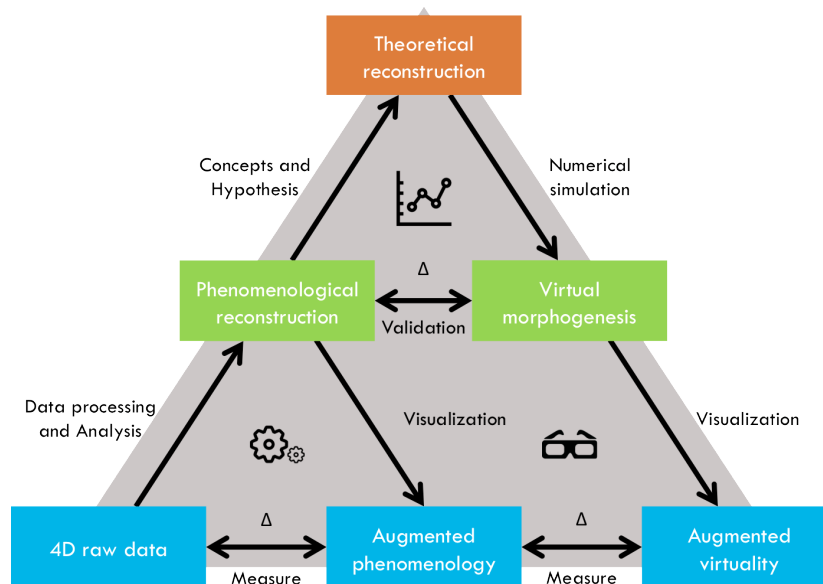 Theoretical
reconstruction
Concepts and
Hypothesis
Numerical
simulation
Δ
Phenomenological
reconstruction
Virtual
morphogenesis
Validation
Data processing
and Analysis
Visualization
Visualization
Δ
Δ
4D raw data
Augmented
phenomenology
Augmented
virtuality
Measure
Measure